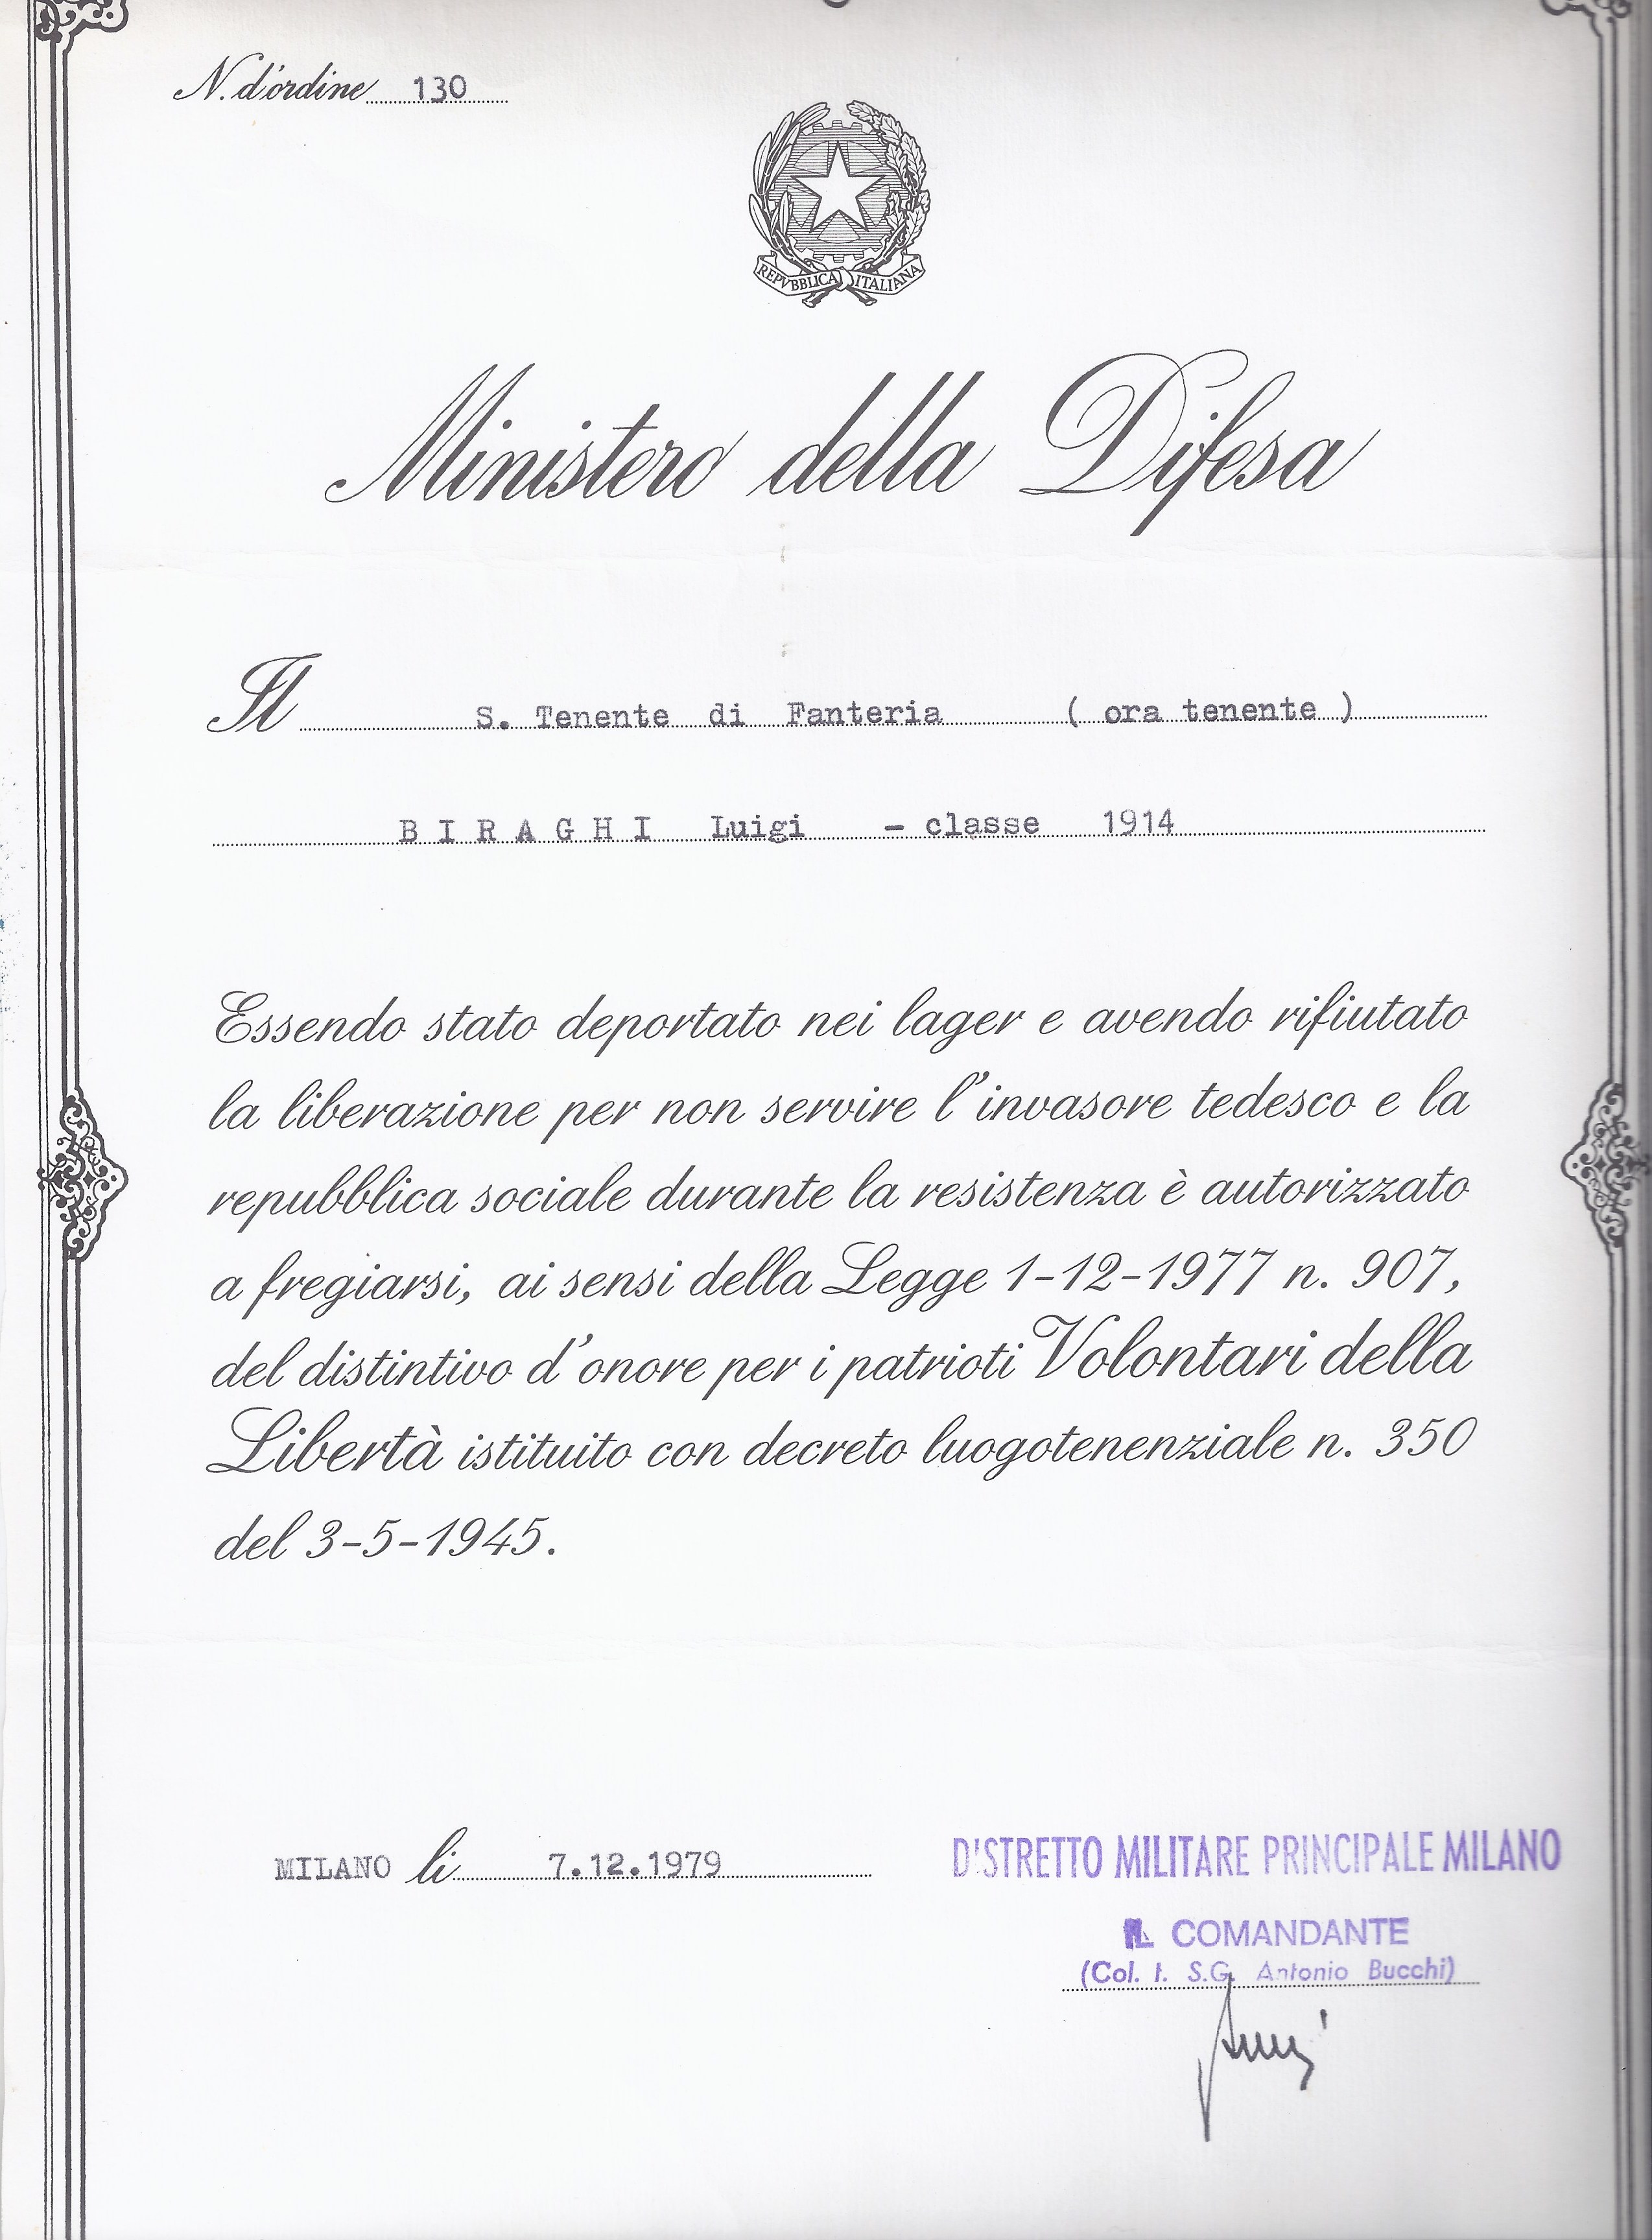 N. d'ordine 130
REPVBBLICA ITALIANA
Ministero della Difesa
Il S. Tenente di Fanteria ( ora tenente )
BIRAGHI Luigi - classe 1914
Essendo stato deportato nei lager e avendo rifiutato
la liberazione per non servire l'invasore tedesco e la
repubblica sociale durante la resistenza è autorizzato
a fregiarsi, ai sensi della Legge 1-12-1977 n. 907,
del distintivo d'onore per i patrioti Volontari della
Libertà istituito con decreto luogotenenziale n. 350
del 3-5-1945.
MILANO li 7.12.1979
D'STRETTO MILITARE PRINCIPALE MILANO
IL COMANDANTE
(Col. S.G. Antonio Bucchi)